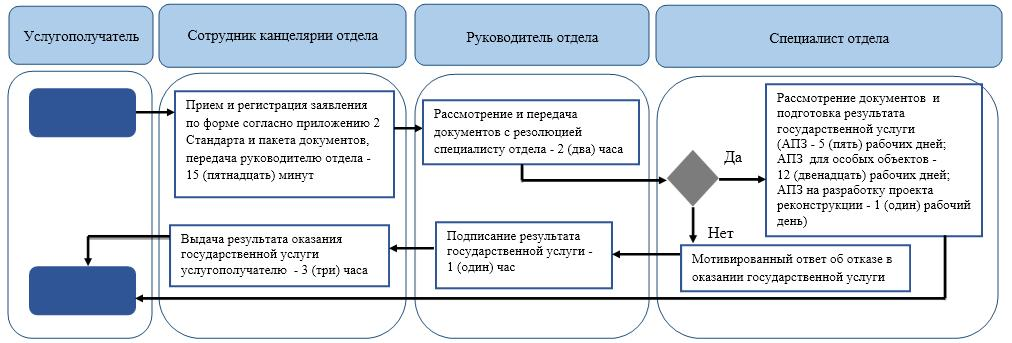 Услугополучатель
Сотрудник канцелярии отдела
Руководитель отдела
Специалист отдела
Прием и регистрация заявления
по форме согласно приложению 2
Стандарта и пакета документов,
передача руководителю отдела -
15 (пятнадцать) минут
Рассмотрение и передача
документов с резолюцией
специалисту отдела - 2 (два) часа
Да
Рассмотрение документов и
подготовка результата
государственной услуги
(АПЗ - 5 (пять) рабочих дней;
АПЗ для особых объектов -
12 (двенадцать) рабочих дней;
АПЗ на разработку проекта
реконструкции - 1 (один) рабочий
день)
Нет
Мотивированный ответ об отказе в
оказании государственной услуги
Подписание результата
государственной услуги -
1 (один) час
Выдача результата оказания
государственной услуги
услугополучателю - 3 (три) часа